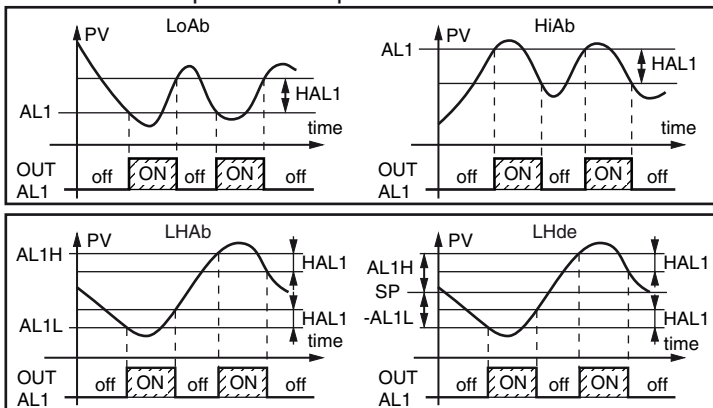 LoAb
PV
HAL1
AL1
time
OUT
AL1
off ON off ON off
HiAb
PV
AL1
HAL1
time
OUT
AL1
off ON off ON off
LHAb
PV
AL1H
HAL1
AL1L
HAL1
time
OUT
AL1
off ON off ON off
LHde
PV
AL1H
HAL1
SP
-AL1L
HAL1
time
OUT
AL1
off ON off ON off